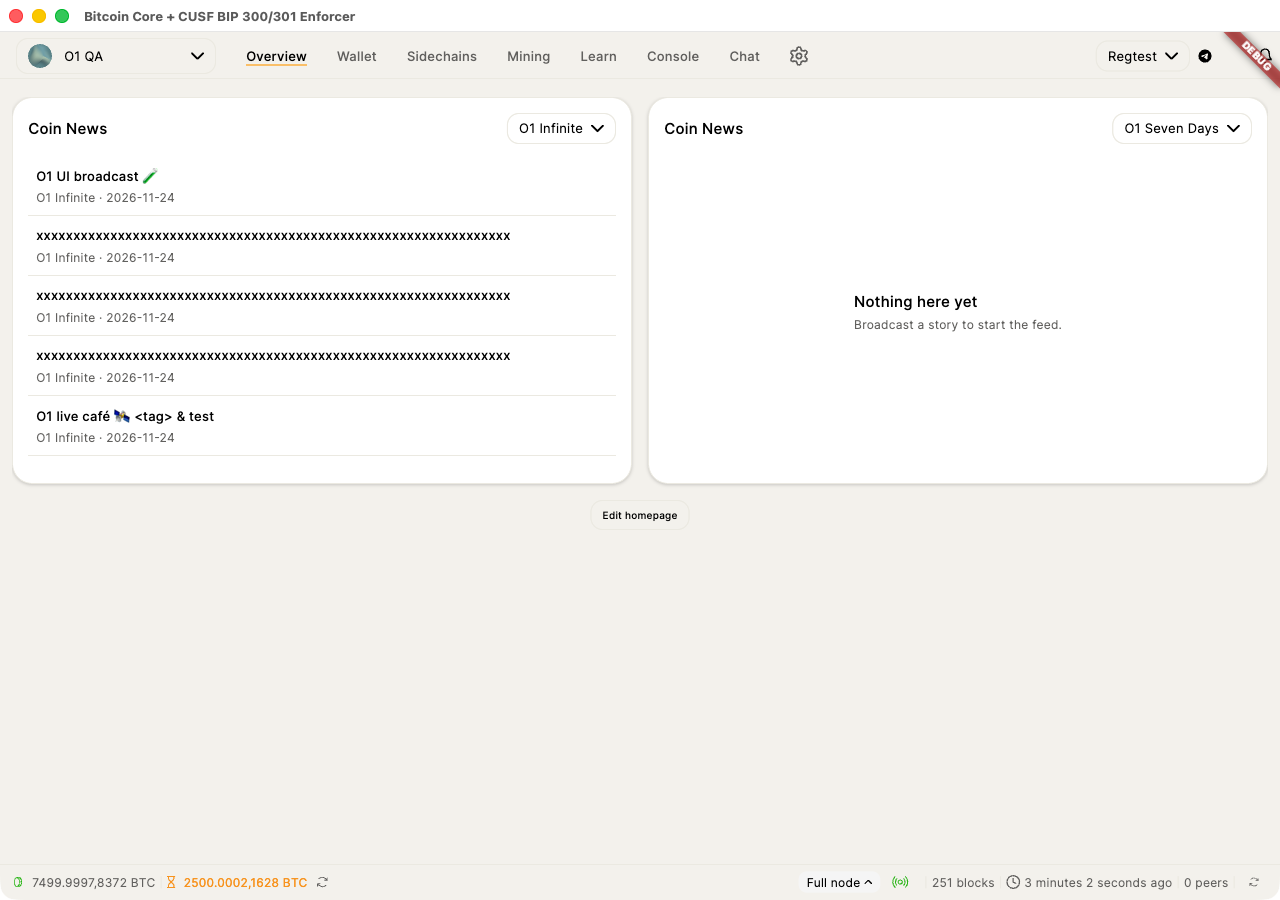 Bitcoin Core + CUSF BIP 300/301 Enforcer
O1 QA
Overview
Wallet
Sidechains
Mining
Learn
Console
Chat
Regtest
DEBUG
Coin News
O1 Infinite
O1 UI broadcast 🧪
O1 Infinite · 2026-11-24
xxxxxxxxxxxxxxxxxxxxxxxxxxxxxxxxxxxxxxxxxxxxxxxxxxxxxxxxxxxxxxxx
O1 Infinite · 2026-11-24
xxxxxxxxxxxxxxxxxxxxxxxxxxxxxxxxxxxxxxxxxxxxxxxxxxxxxxxxxxxxxxxx
O1 Infinite · 2026-11-24
xxxxxxxxxxxxxxxxxxxxxxxxxxxxxxxxxxxxxxxxxxxxxxxxxxxxxxxxxxxxxxxx
O1 Infinite · 2026-11-24
O1 live café 🛰️ <tag> & test
O1 Infinite · 2026-11-24
Coin News
O1 Seven Days
Nothing here yet
Broadcast a story to start the feed.
Edit homepage
7499.9997,8372 BTC
2500.0002,1628 BTC
Full node
251 blocks
3 minutes 2 seconds ago
0 peers